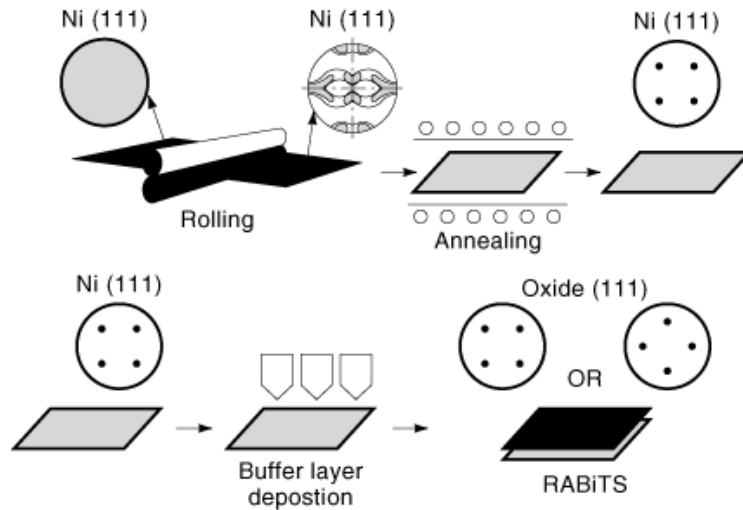 Ni (111)
Ni (111)
Ni (111)
Rolling
Annealing
Ni (111)
Oxide (111)
OR
Buffer layer
depostion
RABiTS